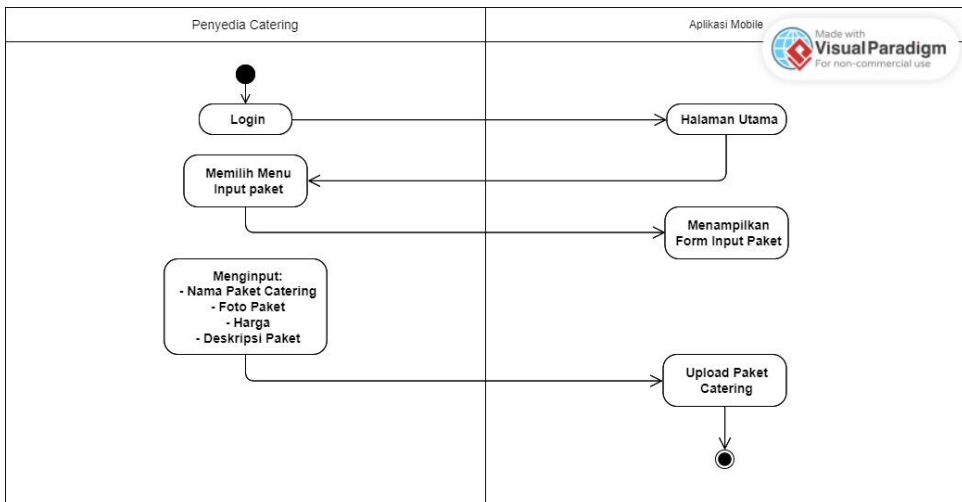 Penyedia Catering
Aplikasi Mobile
Made with
Visual Paradigm
For non-commercial use
Login
Halaman Utama
Memilih Menu
Input paket
Menampilkan
Form Input Paket
Menginput:
- Nama Paket Catering
- Foto Paket
- Harga
- Deskripsi Paket
Upload Paket
Catering